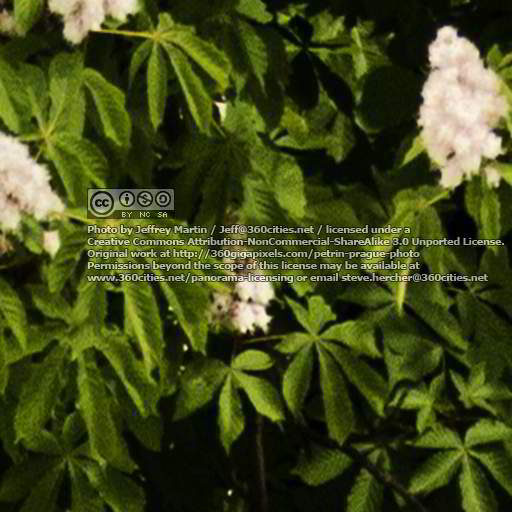 cc
BY NC SA
Photo by Jeffrey Martin / Jeff@360cities.net / licensed under a
Creative Commons Attribution-NonCommercial-ShareAlike 3.0 Unported License.
Original work at http://360gigapixels.com/petrin-prague-photo
Permissions beyond the scope of this license may be available at
www.360cities.net/panorama-licensing or email steve.hercher@360cities.net